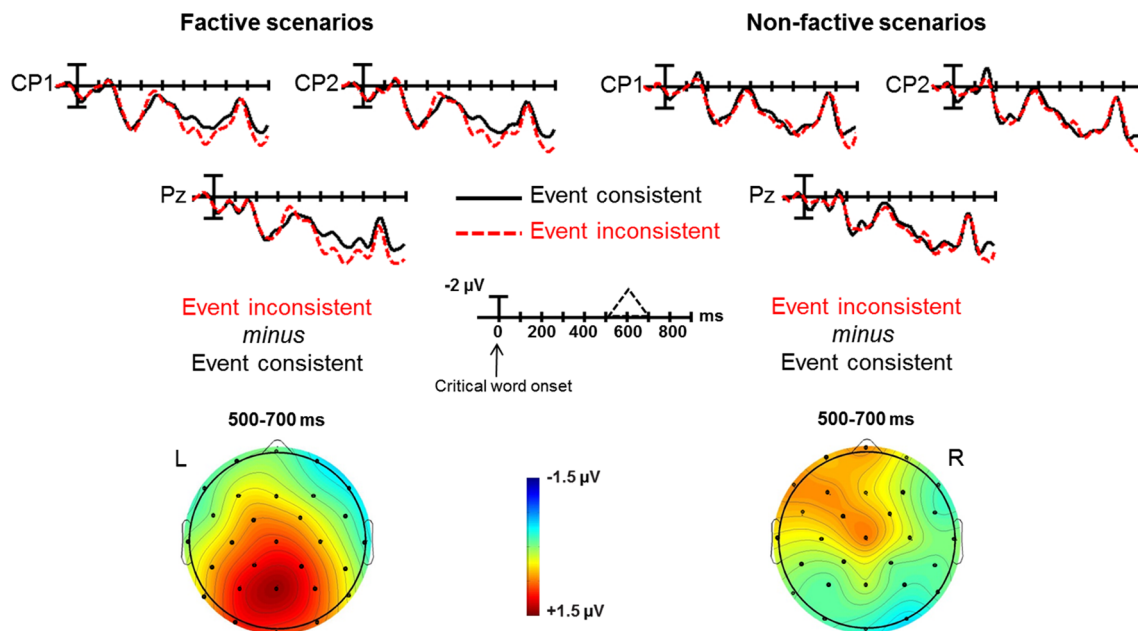 Factive scenarios
Non-factive scenarios
CP1
CP2
CP1
CP2
Pz
Event consistent
Event inconsistent
Pz
Event inconsistent
minus
Event consistent
-2 µV
0 200 400 600 800
ms
Critical word onset
Event inconsistent
minus
Event consistent
500-700 ms
500-700 ms
L
R
-1.5 µV
+1.5 µV